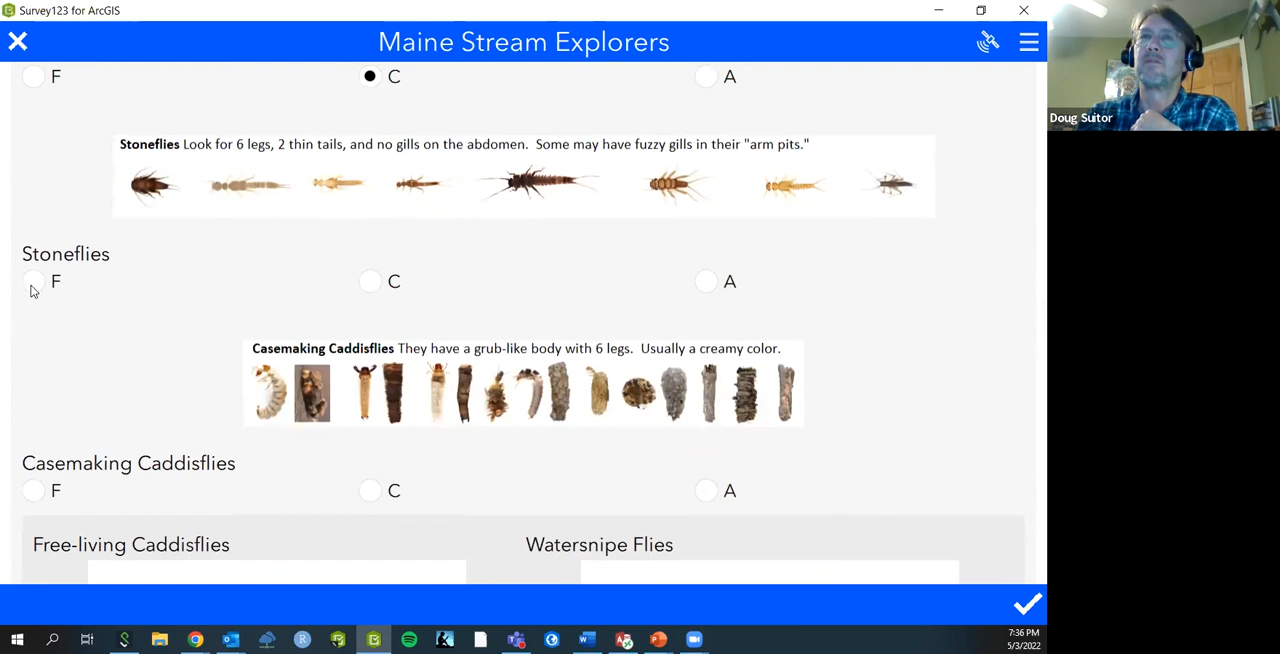 Survey123 for ArcGIS
Maine Stream Explorers
F C A
Stoneflies Look for 6 legs, 2 thin tails, and no gills on the abdomen. Some may have fuzzy gills in their "arm pits."
Stoneflies
F C A
Casemaking Caddisflies They have a grub-like body with 6 legs. Usually a creamy color.
Casemaking Caddisflies
F C A
Free-living Caddisflies Watersnipe Flies
Doug Suitor
7:36 PM
5/3/2022